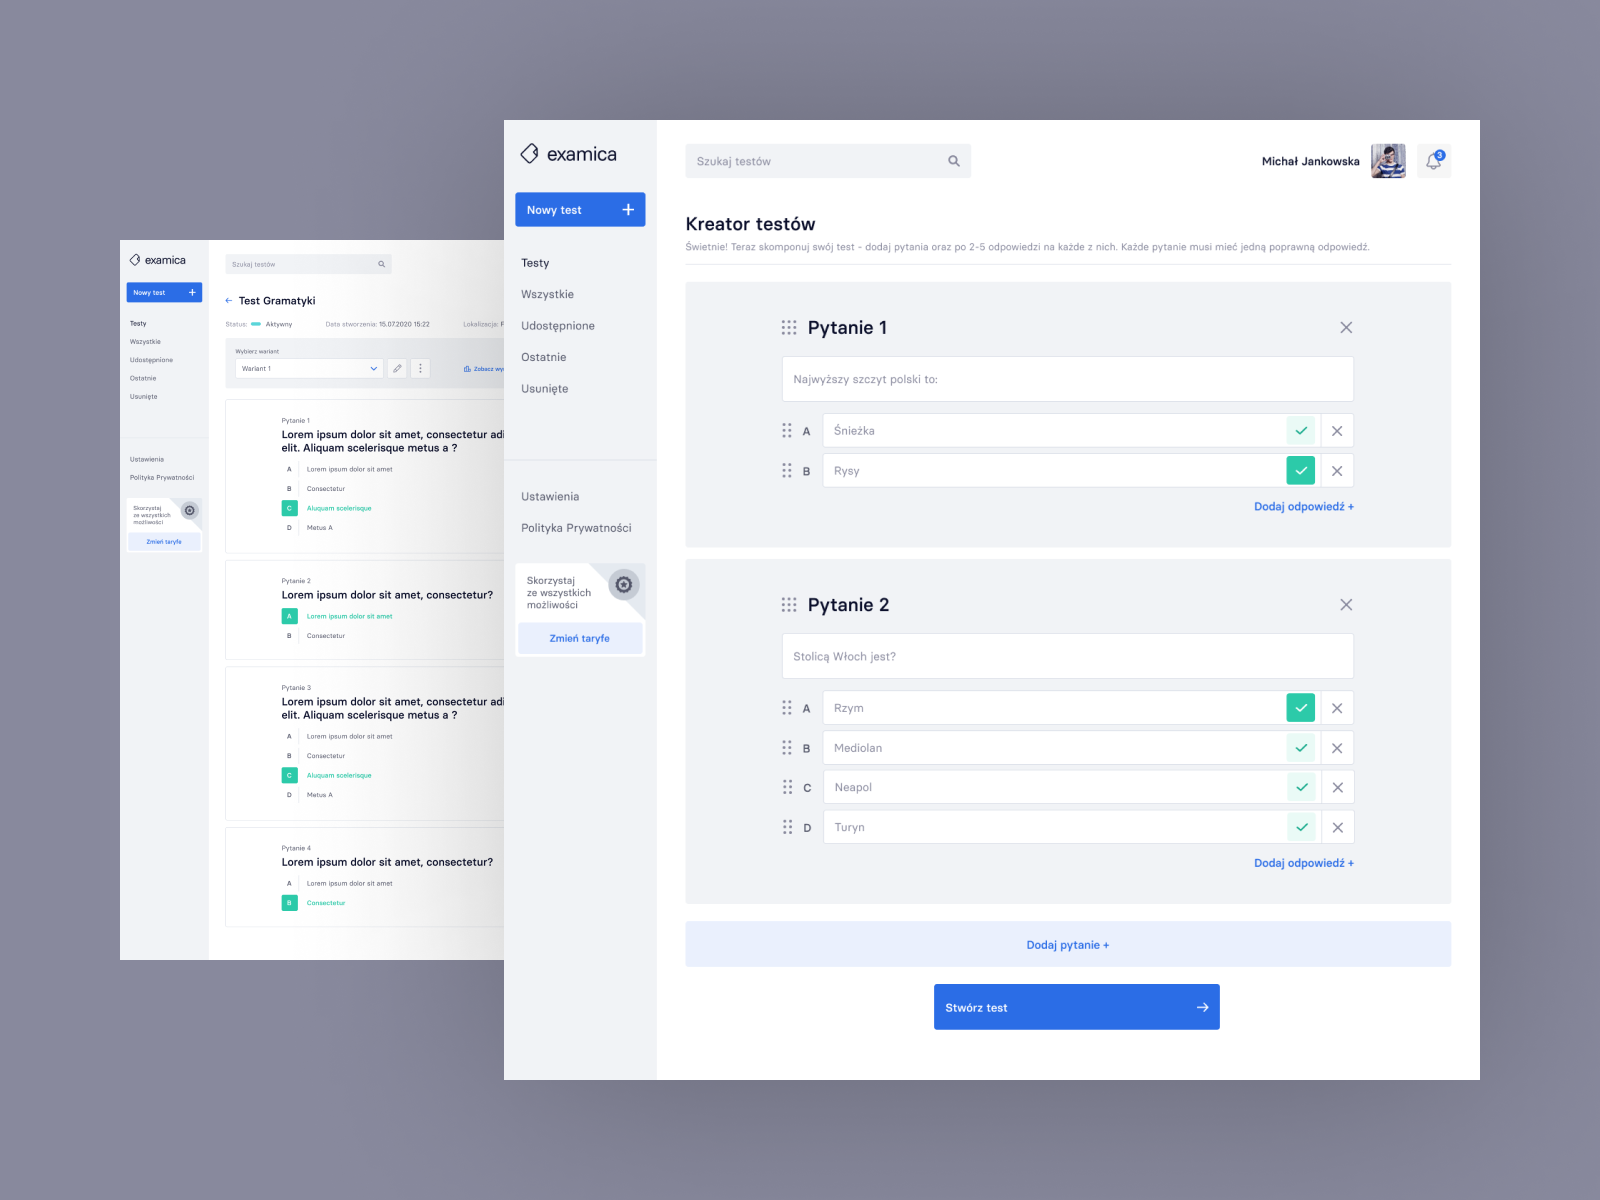 examica
Nowy test +
Testy
Wszystkie
Udostępnione
Ostatnie
Usunięte
Ustawienia
Polityka Prywatności
Skorzystaj
ze wszystkich
możliwości
Zmień taryfe
Szukaj testów
Test Gramatyki
Status: Aktywny Data stworzenia: 15.07.2020 15:22 Lokalizacja:
Wybierz wariant
Wariant 1
Zobacz
Pytanie 1
Lorem ipsum dolor sit amet, consectetur adi
elit. Aliquam scelerisque metus a ?
A Lorem ipsum dolor sit amet
B Consectetur
C Aluquam scelerisque
D Metus A
Pytanie 2
Lorem ipsum dolor sit amet, consectetur?
A Lorem ipsum dolor sit amet
B Consectetur
Pytanie 3
Lorem ipsum dolor sit amet, consectetur adi
elit. Aliquam scelerisque metus a ?
A Lorem ipsum dolor sit amet
B Consectetur
C Aluquam scelerisque
D Metus A
Pytanie 4
Lorem ipsum dolor sit amet, consectetur?
A Lorem ipsum dolor sit amet
B Consectetur
examica
Nowy test +
Testy
Wszystkie
Udostępnione
Ostatnie
Usunięte
Ustawienia
Polityka Prywatności
Skorzystaj
ze wszystkich
możliwości
Zmień taryfe
Szukaj testów
Michał Jankowska
3
Kreator testów
Świetnie! Teraz skomponuj swój test - dodaj pytania oraz po 2-5 odpowiedzi na każde z nich. Każde pytanie musi mieć jedną poprawną odpowiedź.
Pytanie 1
Najwyższy szczyt polski to:
A Śnieżka
B Rysy
Dodaj odpowiedź +
Pytanie 2
Stolicą Włoch jest?
A Rzym
B Mediolan
C Neapol
D Turyn
Dodaj odpowiedź +
Dodaj pytanie +
Stwórz test